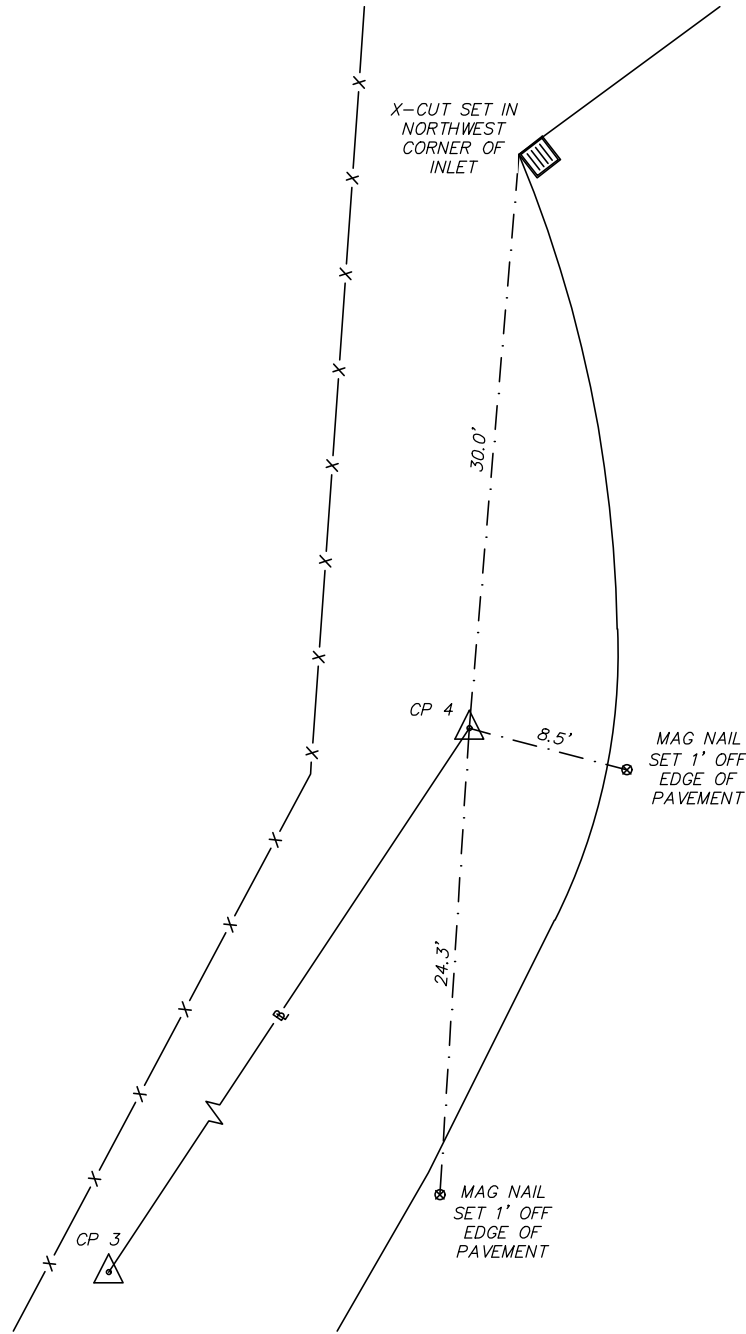 X-CUT SET IN
NORTHWEST
CORNER OF
INLET
X
X
X
X
X
X
X
X
X
X
X
X
X
X
30.0'
CP 4
8.5'
MAG NAIL
SET 1' OFF
EDGE OF
PAVEMENT
24.3'
MAG NAIL
SET 1' OFF
EDGE OF
PAVEMENT
CP 3